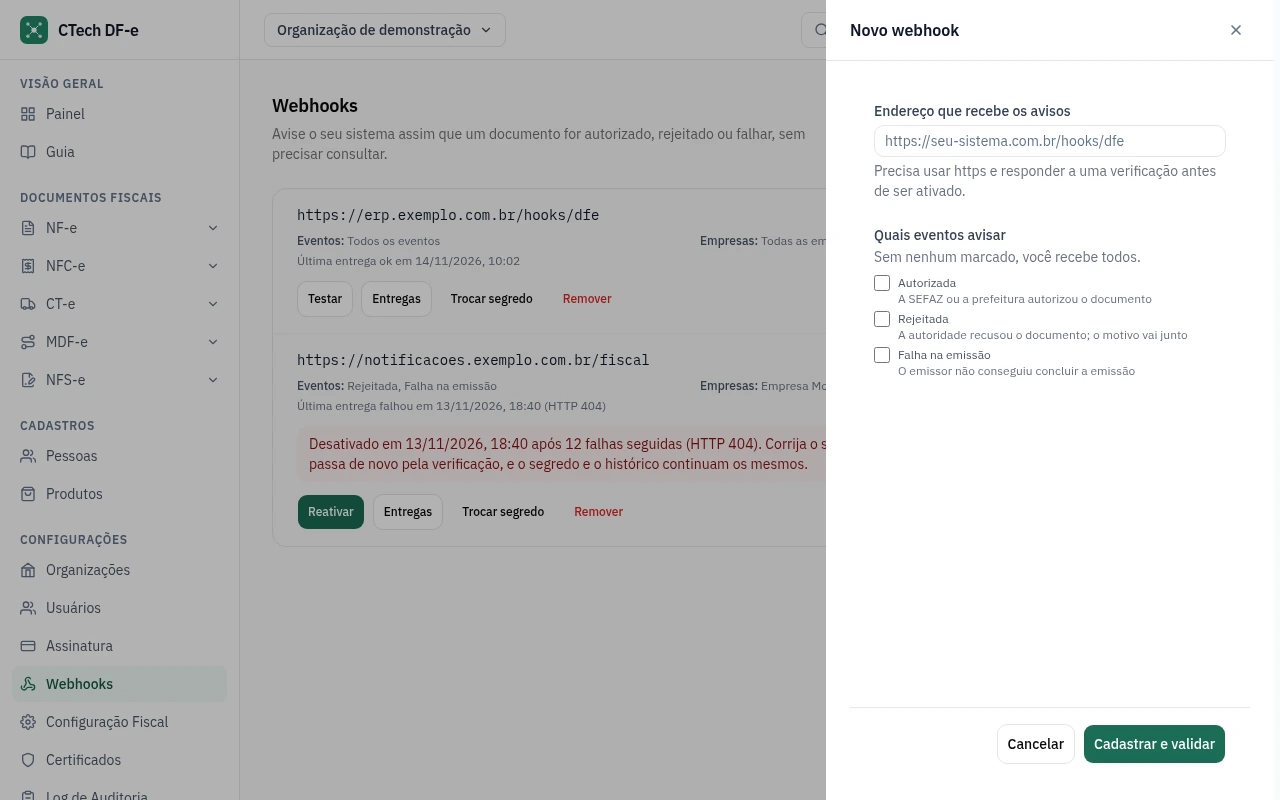 CTech DF-e
Organização de demonstração
VISÃO GERAL
Painel
Guia
DOCUMENTOS FISCAIS
NF-e
NFC-e
CT-e
MDF-e
NFS-e
CADASTROS
Pessoas
Produtos
CONFIGURAÇÕES
Organizações
Usuários
Assinatura
Webhooks
Configuração Fiscal
Certificados
Log de Auditoria
Webhooks
Avise o seu sistema assim que um documento for autorizado, rejeitado ou falhar, sem
precisar consultar.
https://erp.exemplo.com.br/hooks/dfe
Eventos: Todos os eventos
Empresas: Todas as em
Última entrega ok em 14/11/2026, 10:02
Testar
Entregas
Trocar segredo
Remover
https://notificacoes.exemplo.com.br/fiscal
Eventos: Rejeitada, Falha na emissão
Empresas: Empresa Mo
Última entrega falhou em 13/11/2026, 18:40 (HTTP 404)
Desativado em 13/11/2026, 18:40 após 12 falhas seguidas (HTTP 404). Corrija o s
passa de novo pela verificação, e o segredo e o histórico continuam os mesmos.
Reativar
Entregas
Trocar segredo
Remover
Novo webhook
Endereço que recebe os avisos
https://seu-sistema.com.br/hooks/dfe
Precisa usar https e responder a uma verificação antes
de ser ativado.
Quais eventos avisar
Sem nenhum marcado, você recebe todos.
Autorizada
A SEFAZ ou a prefeitura autorizou o documento
Rejeitada
A autoridade recusou o documento; o motivo vai junto
Falha na emissão
O emissor não conseguiu concluir a emissão
Cancelar
Cadastrar e validar